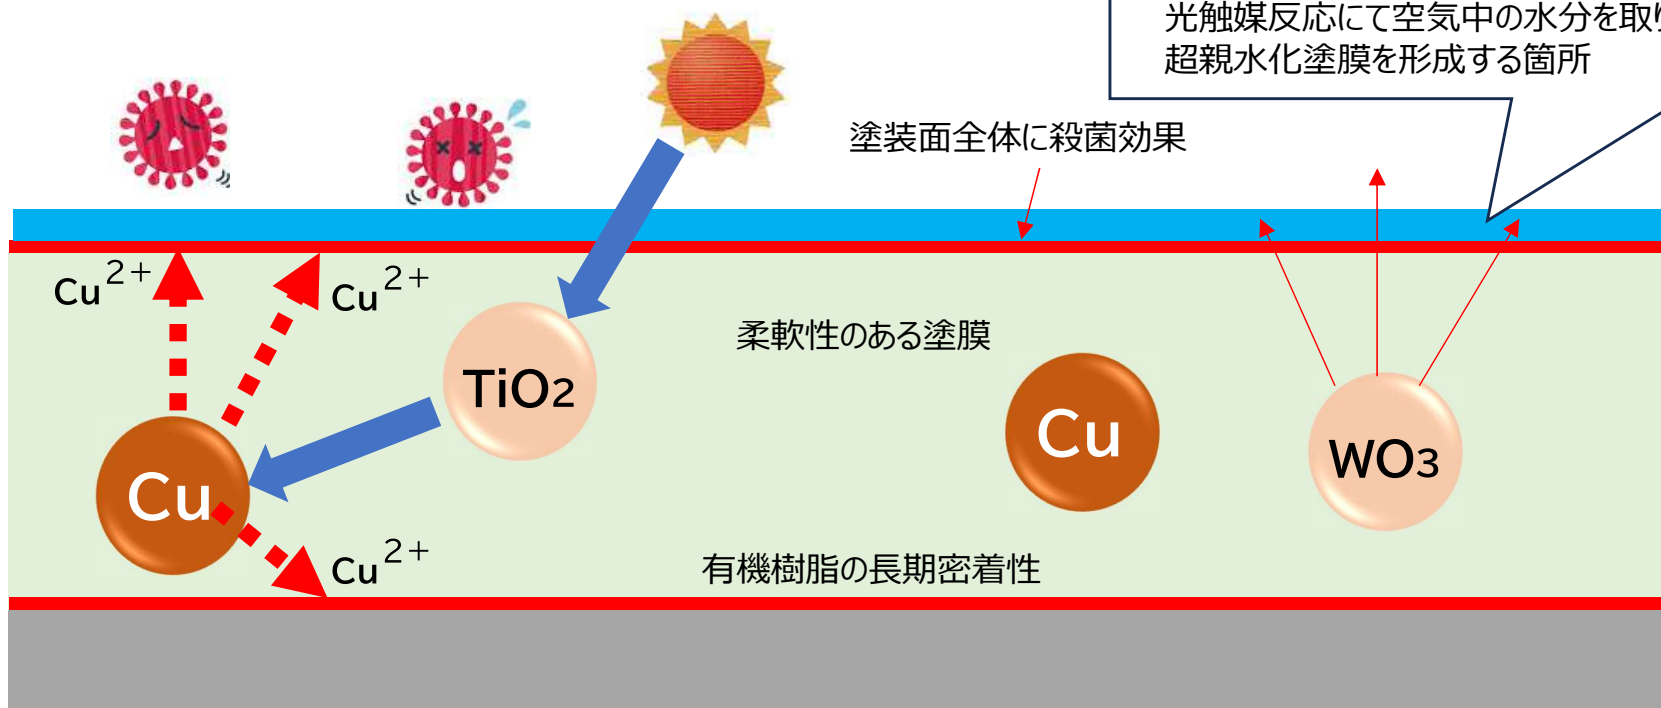 光触媒反応にて空気中の水分を取り
超親水化塗膜を形成する箇所
塗装面全体に殺菌効果
Cu2+
Cu2+
柔軟性のある塗膜
TiO2
Cu
WO3
Cu
Cu2+
有機樹脂の長期密着性